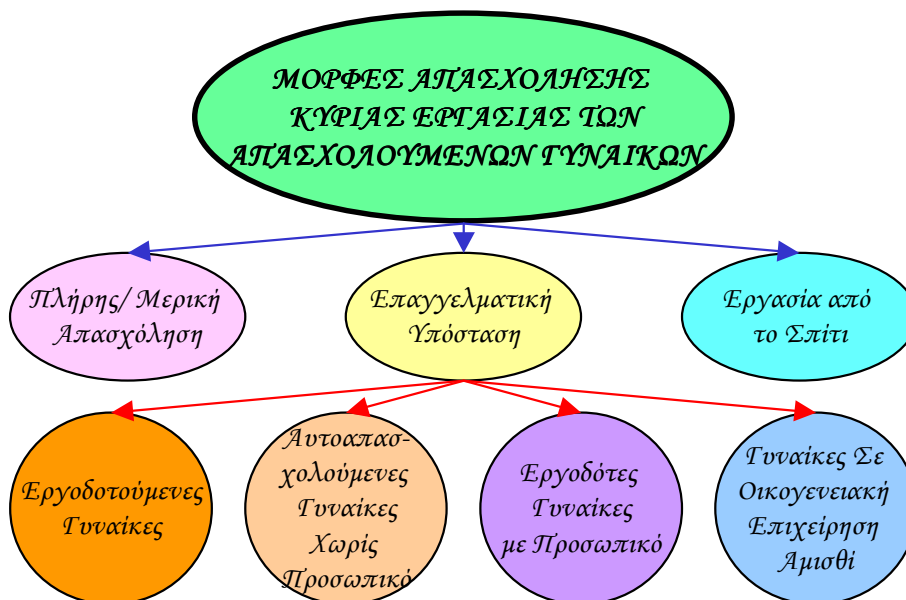 ΜΟΡΦΕΣ ΑΠΑΣΧΟΛΗΣΗΣ
ΚΥΡΙΑΣ ΕΡΓΑΣΙΑΣ ΤΩΝ
ΑΠΑΣΧΟΛΟΥΜΕΝΩΝ ΓΥΝΑΙΚΩΝ
Πλήρης/ Μερική
Απασχόληση
Επαγγελματική
Υπόσταση
Εργασία από
το Σπίτι
Εργοδοτούμενες
Γυναίκες
Αυτοαπασ-
χολούμενες
Γυναίκες
Χωρίς
Προσωπικό
Εργοδότες
Γυναίκες
με Προσωπικό
Γυναίκες Σε
Οικογενειακή
Επιχείρηση
Αμισθί